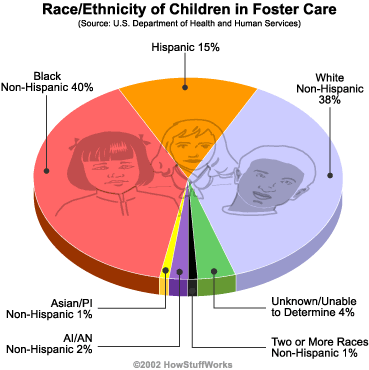 Race/Ethnicity of Children in Foster Care
(Source: U.S. Department of Health and Human Services)
Hispanic 15%
Black
Non-Hispanic 40%
White
Non-Hispanic
38%
Asian/PI
Non-Hispanic 1%
Unknown/Unable
to Determine 4%
AI/AN
Non-Hispanic 2%
Two or More Races
Non-Hispanic 1%
©2002 HowStuffWorks